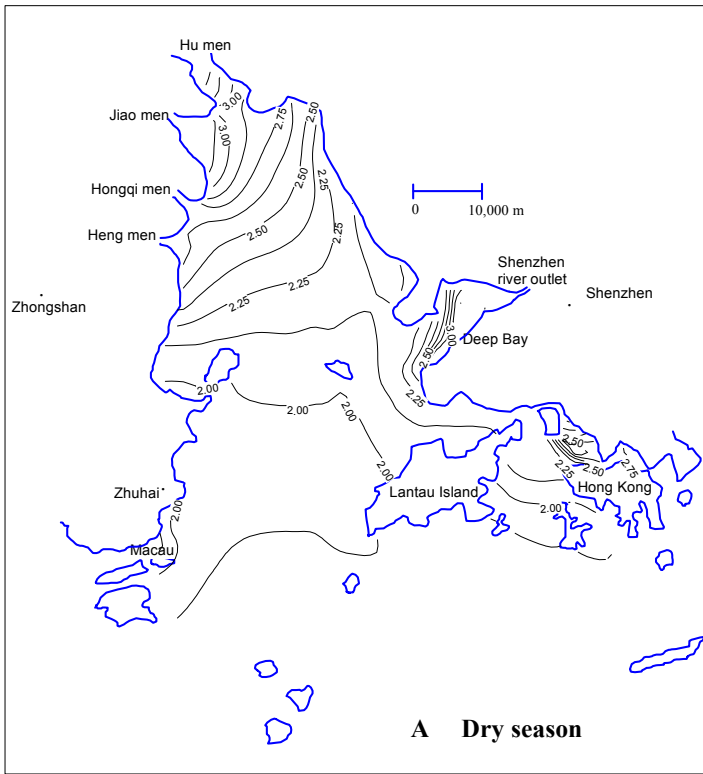 Hu men
3.00
Jiao men
2.75
2.50
3.00
2.50
2.25
Hongqi men
0
10,000 m
Heng men
2.50
2.25
Shenzhen
river outlet
Zhongshan
2.25
2.25
Shenzhen
3.00
Deep Bay
2.50
2.00
2.25
2.00
2.00
2.50
2.00
2.25
2.50
2.75
Zhuhai
Lantau Island
Hong Kong
2.00
2.00
Macau
A Dry season